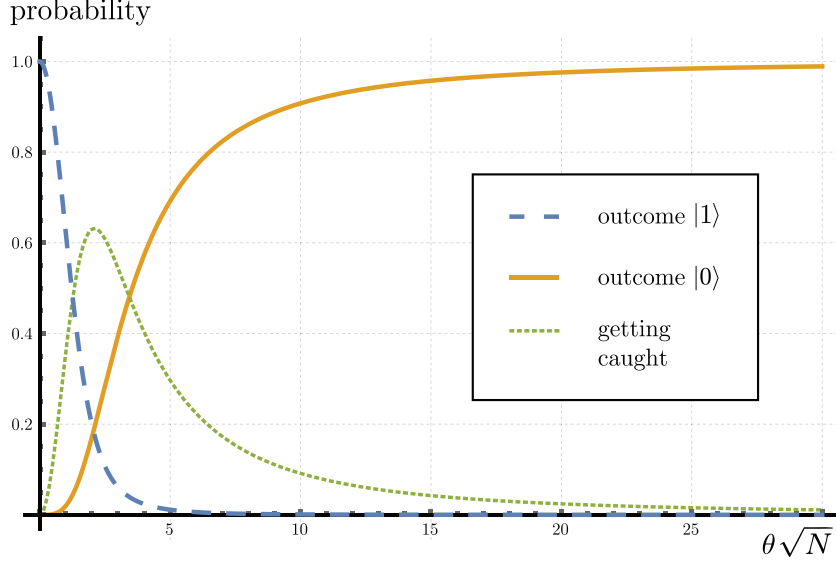 probability
1.0
0.8
0.6
0.4
0.2
outcome |1⟩
outcome |0⟩
getting
caught
5
10
15
20
25
θ√N